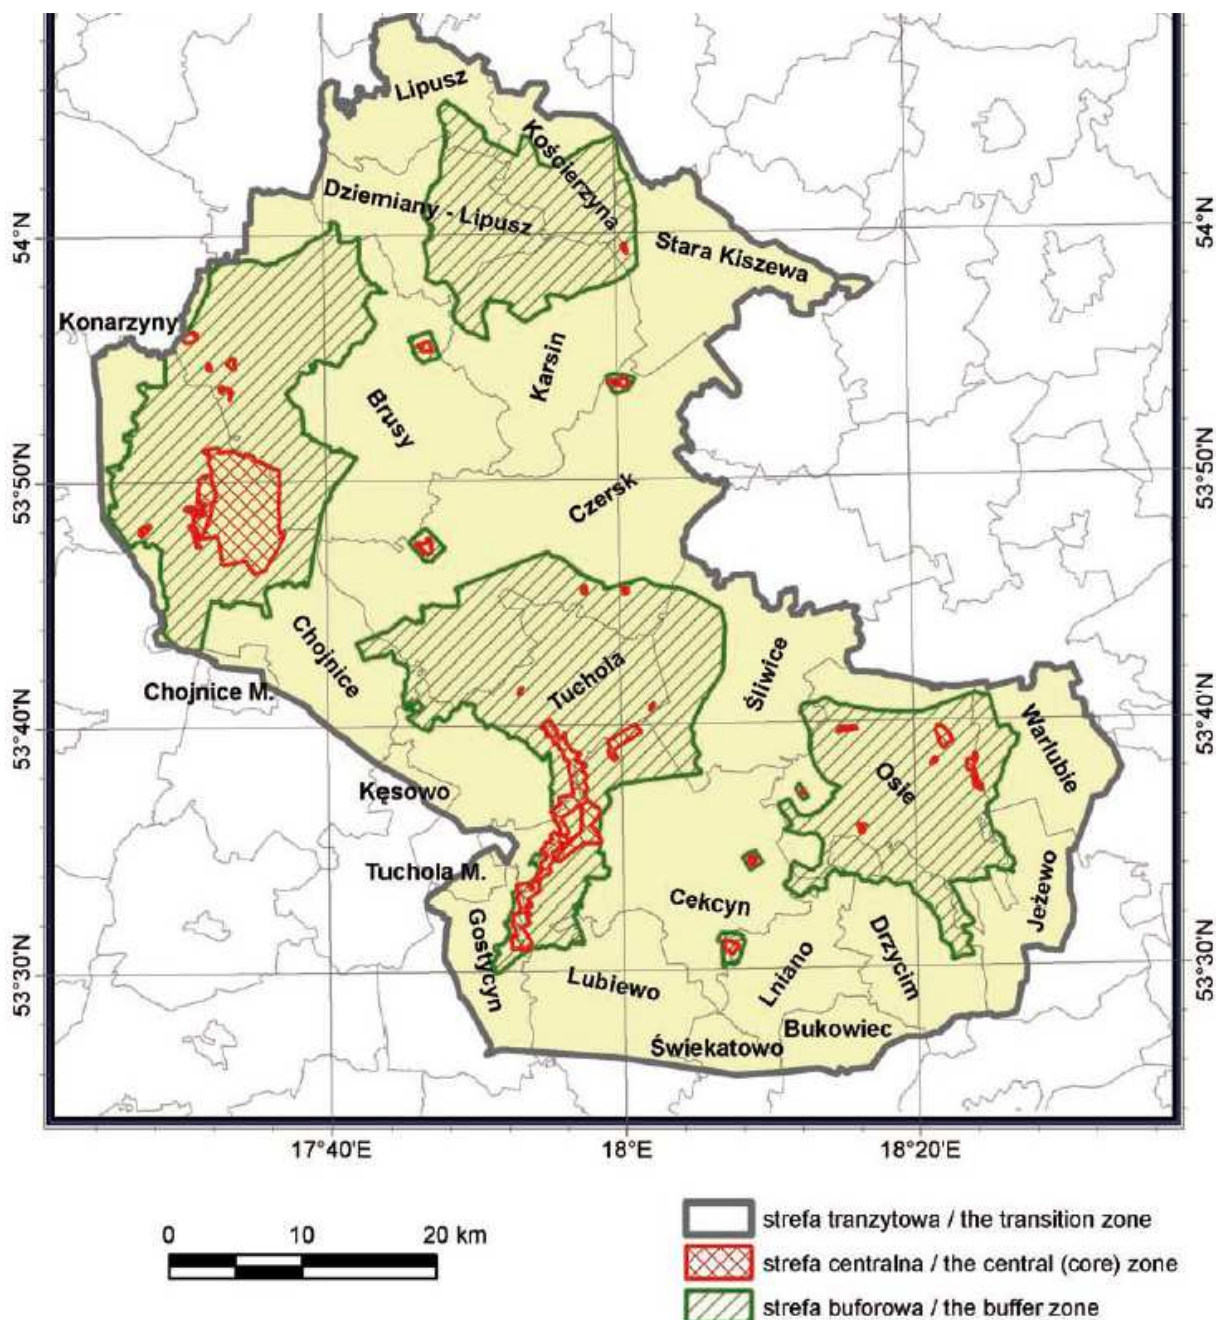 Lipusz
Kościerzyna
Dziemiany - Lipusz
54°N
54°N
Stara Kiszewa
Konarzyny
Karsin
Brusy
53°50'N
53°50'N
Czersk
Chojnice
Tuchola
Śliwice
Chojnice M.
53°40'N
53°40'N
Warlubie
Osie
Kęsowo
Tuchola M.
Cekcyn
Jeżewo
Gostycyn
Drzycim
53°30'N
53°30'N
Lubiewo
Lniano
Bukowiec
Świekatowo
17°40'E
18°E
18°20'E
0 10 20 km
strefa tranzytowa / the transition zone
strefa centralna / the central (core) zone
strefa buforowa / the buffer zone